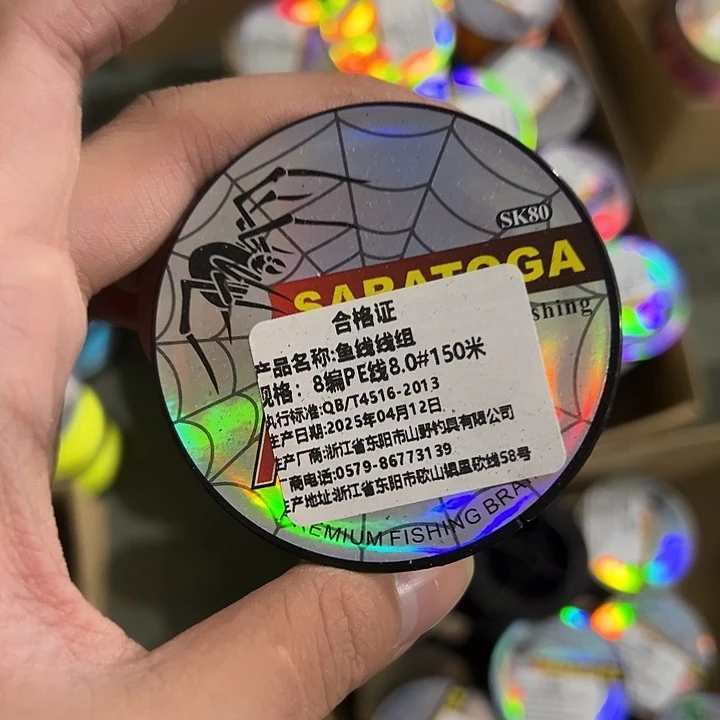 SK80
SARATOGA
shing
合格证
产品名称:鱼线线组
规格：8编PE线8.0#150米
执行标准:QB/T4516-2013
生产日期:2025年04月12日
生产厂商:浙江省东阳市山野钓具有限公司
厂商电话:0579-86773139
生产地址:浙江省东阳市歌山镇里欧线58号
PREMIUM FISHING BRA